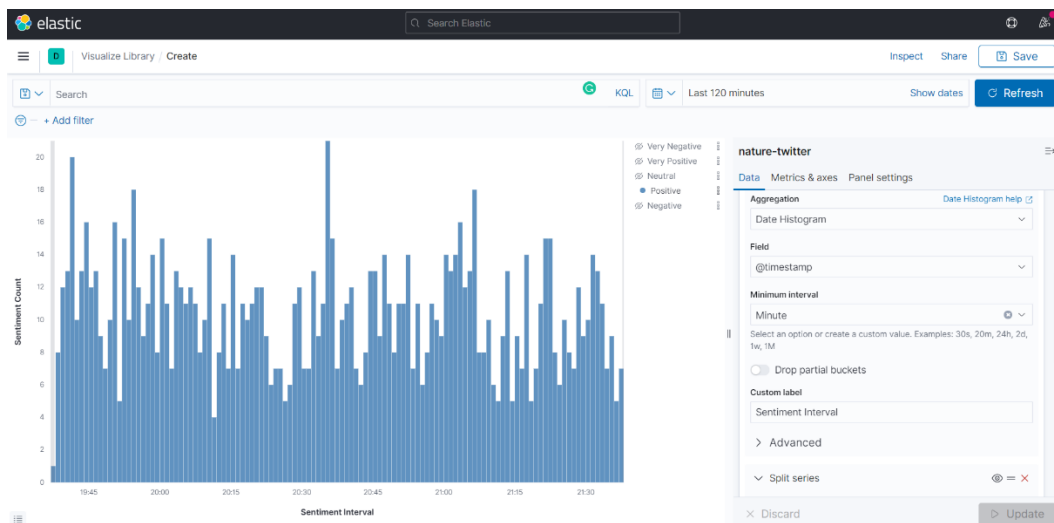 elastic
Search Elastic
D
Visualize Library / Create
Inspect Share Save
Search
KQL
Last 120 minutes
Show dates
Refresh
+ Add filter
20
18
16
14
12
10
8
6
4
2
0
Sentiment Count
19:45 20:00 20:15 20:30 20:45 21:00 21:15 21:30
Sentiment Interval
Very Negative
Very Positive
Neutral
Positive
Negative
nature-twitter
Data Metrics & axes Panel settings
Aggregation Date Histogram help
Date Histogram
Field
@timestamp
Minimum interval
Minute
Select an option or create a custom value. Examples: 30s, 20m, 24h, 2d,
1w, 1M
Drop partial buckets
Custom label
Sentiment Interval
> Advanced
Split series
× Discard Update